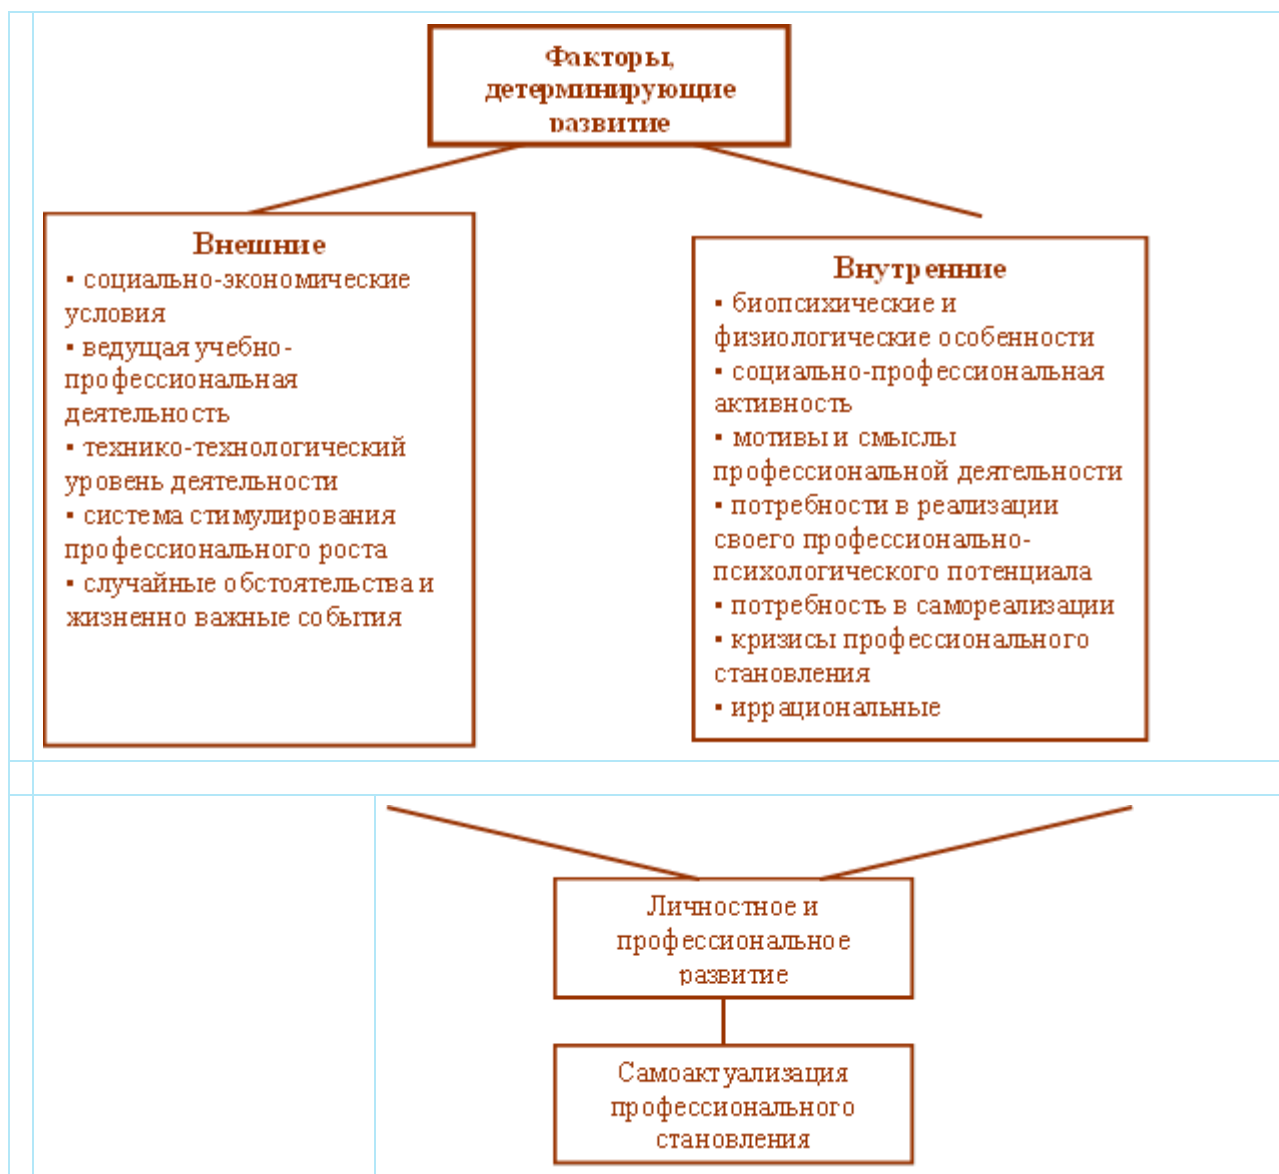 Факторы,
детерминирующие
развитие
Внешние
▪ социально-экономические
условия
▪ ведущая учебно-
профессиональная
деятельность
▪ технико-технологический
уровень деятельности
▪ система стимулирования
профессионального роста
▪ случайные обстоятельства и
жизненно важные события
Внутренние
▪ биопсихические и
физиологические особенности
▪ социально-профессиональная
активность
▪ мотивы и смыслы
профессиональной деятельности
▪ потребности в реализации
своего профессионально-
психологического потенциала
▪ потребность в самореализации
▪ кризисы профессионального
становления
▪ иррациональные
Личностное и
профессиональное
развитие
Самоактуализация
профессионального
становления